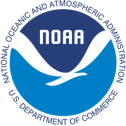 NATIONAL OCEANIC AND ATMOSPHERIC ADMINISTRATION
NOAA
U.S. DEPARTMENT OF COMMERCE